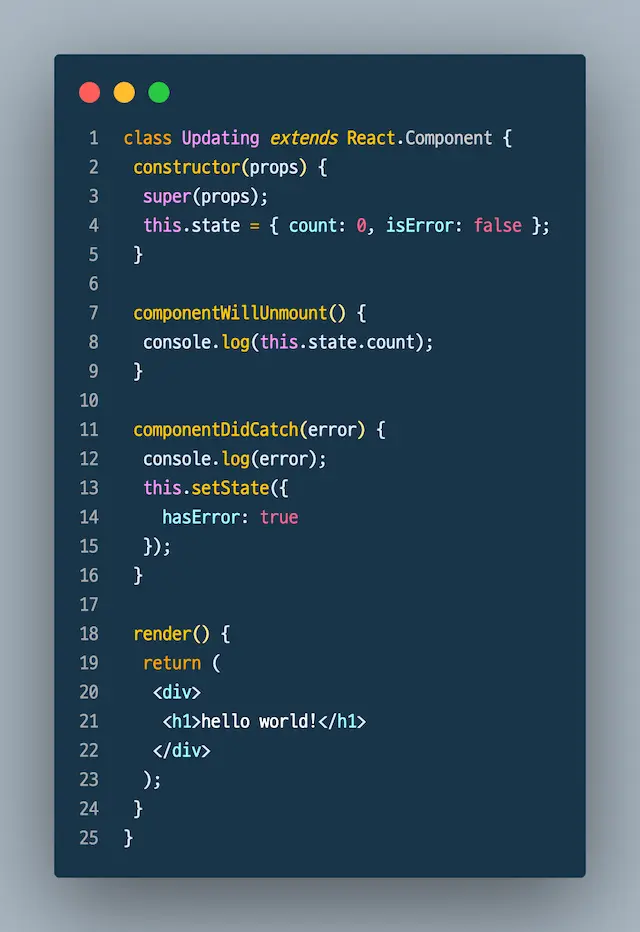 1 class Updating extends React.Component {
2 constructor(props) {
3 super(props);
4 this.state = { count: 0, isError: false };
5 }
6
7 componentWillUnmount() {
8 console.log(this.state.count);
9 }
10
11 componentDidCatch(error) {
12 console.log(error);
13 this.setState({
14 hasError: true
15 });
16 }
17
18 render() {
19 return (
20 <div>
21 <h1>hello world!</h1>
22 </div>
23 );
24 }
25 }